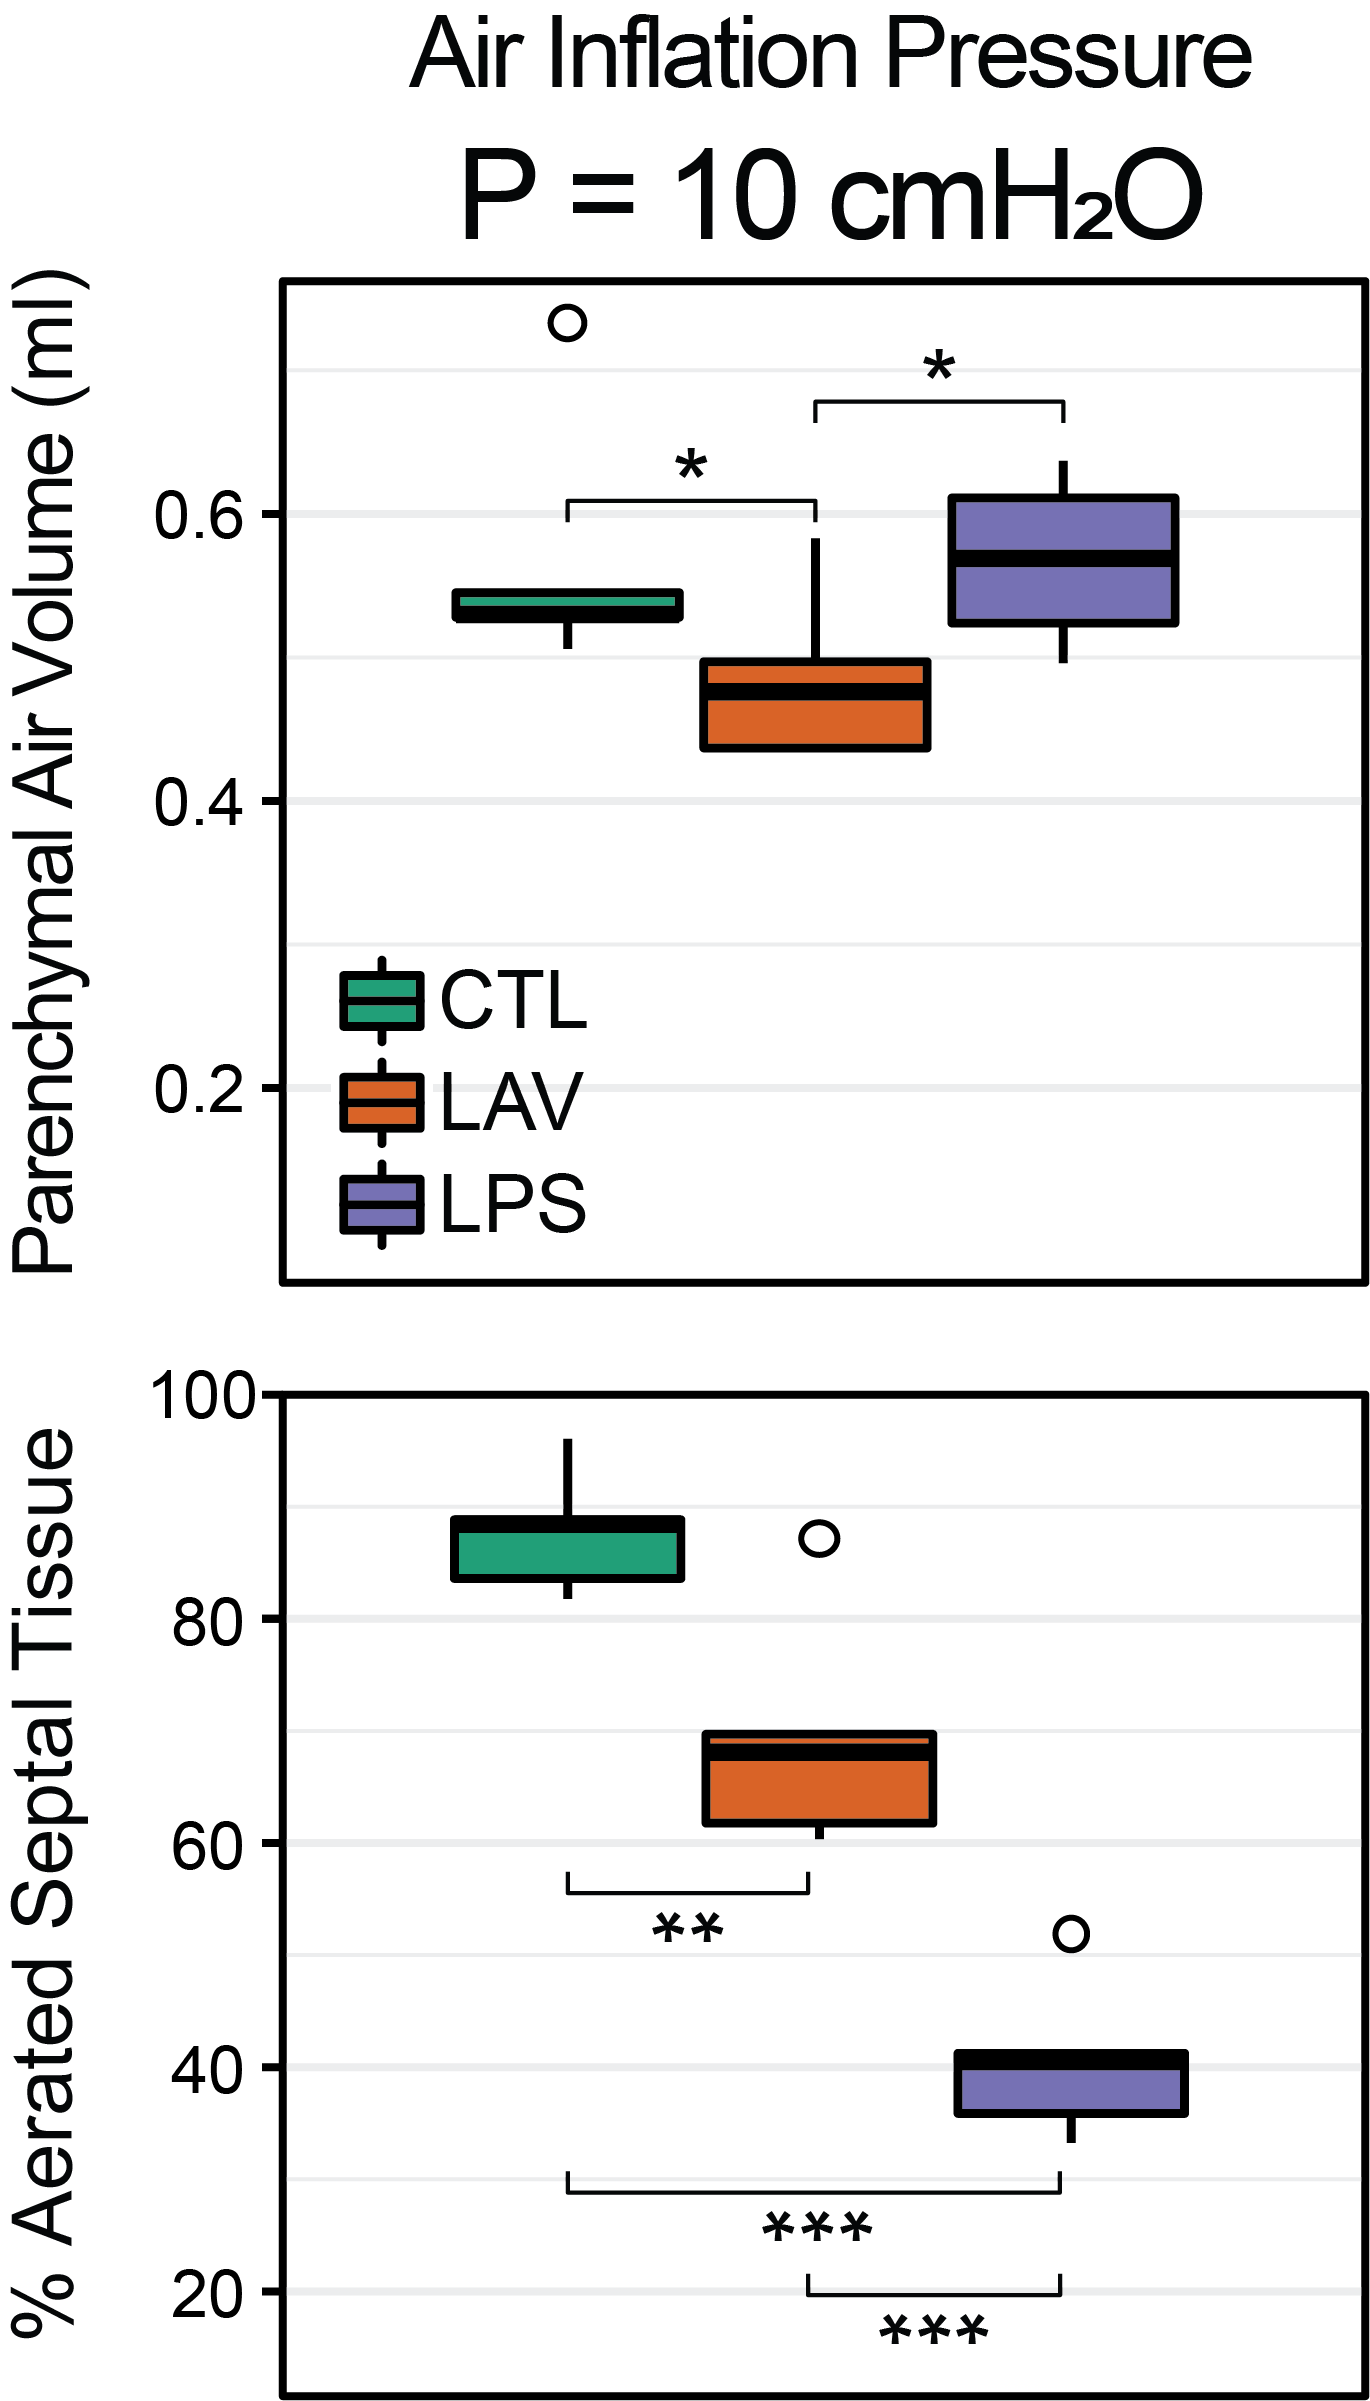 Air Inflation Pressure
P = 10 cmH₂O
Parenchymal Air Volume (ml)
*
*
0.6
0.4
0.2
CTL
LAV
LPS
% Aerated Septal Tissue
100
80
60
**
40
***
20
***